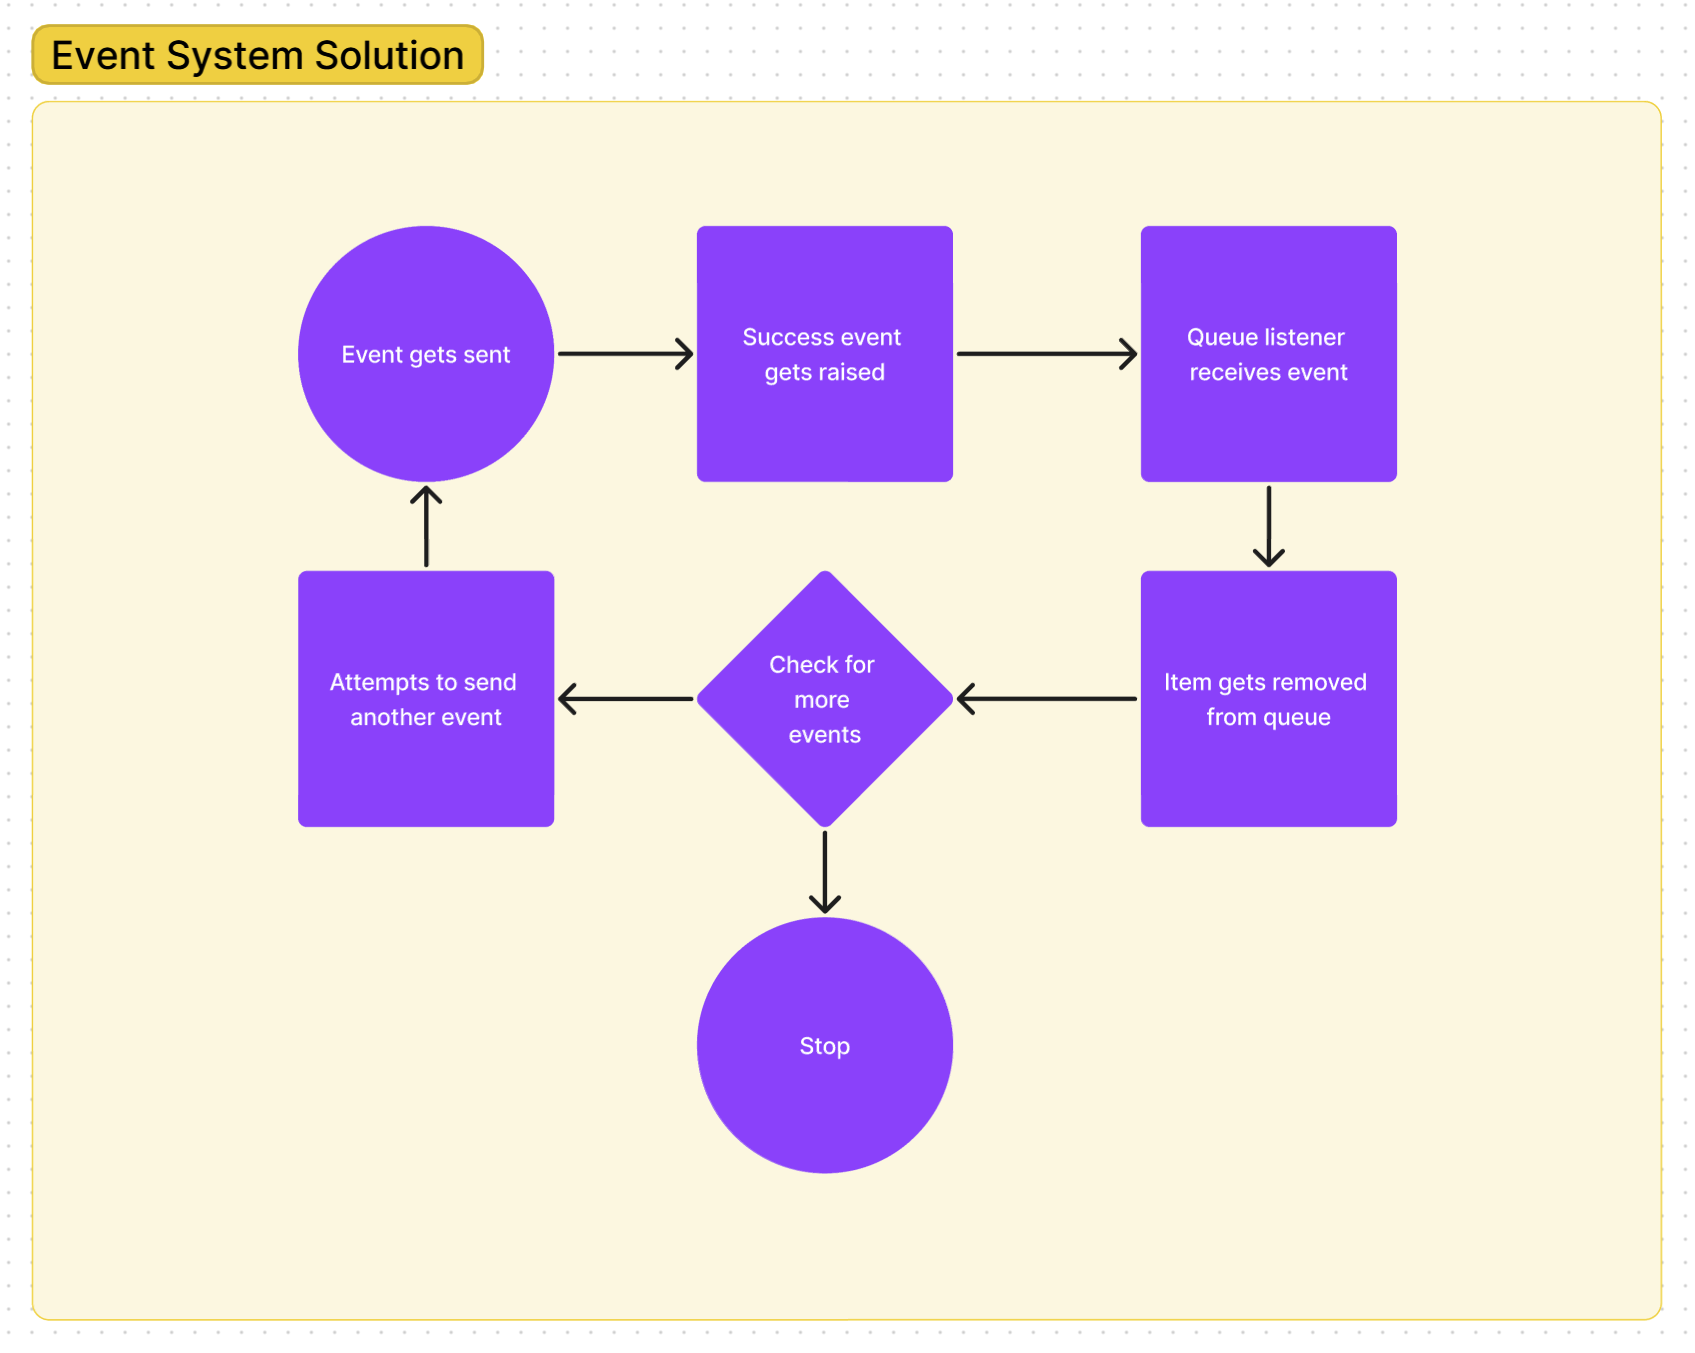 Event System Solution
Event gets sent
Success event
gets raised
Queue listener
receives event
Attempts to send
another event
Check for
more
events
Item gets removed
from queue
Stop